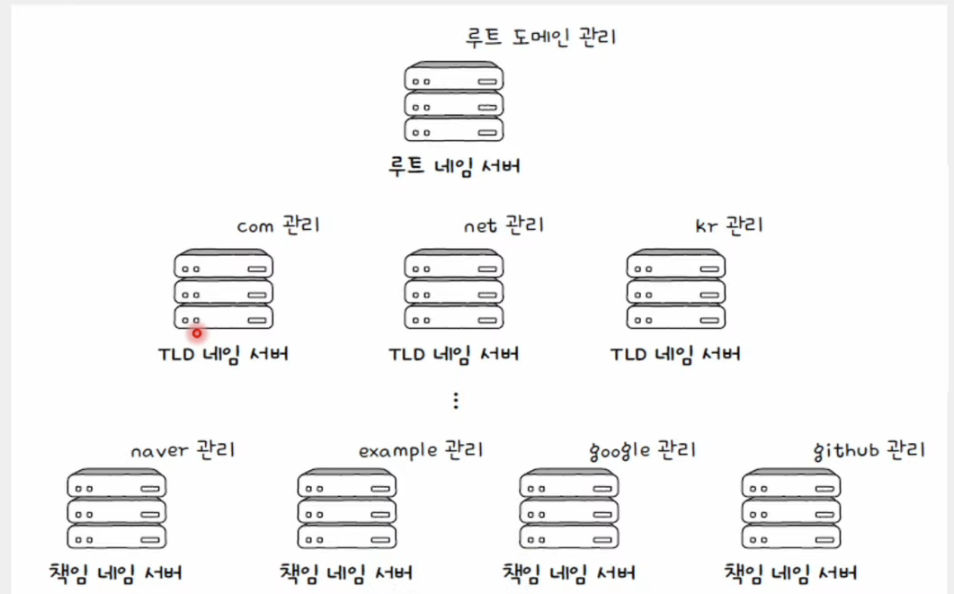 루트 도메인 관리
루트 네임 서버
com 관리 net 관리 kr 관리
TLD 네임 서버 TLD 네임 서버 TLD 네임 서버
⋮
naver 관리 example 관리 google 관리 github 관리
책임 네임 서버 책임 네임 서버 책임 네임 서버 책임 네임 서버